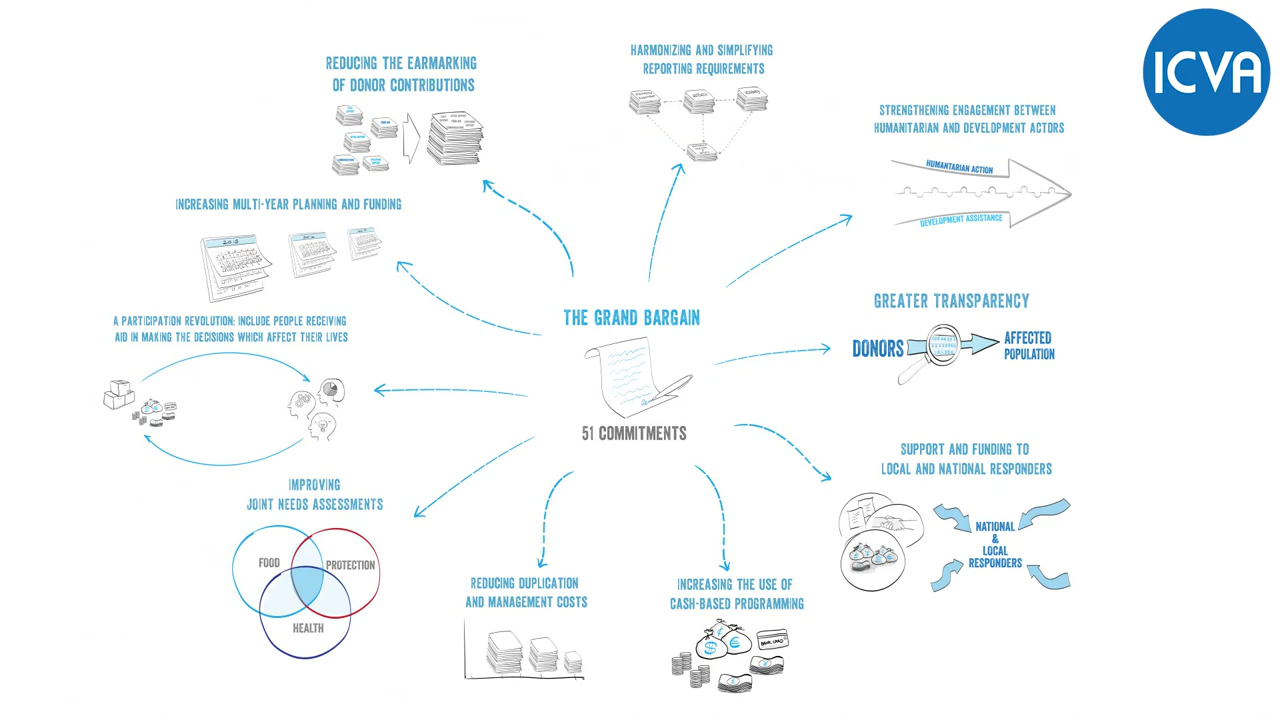 ICVA
REDUCING THE EARMARKING
OF DONOR CONTRIBUTIONS
HARMONIZING AND SIMPLIFYING
REPORTING REQUIREMENTS
STRENGTHENING ENGAGEMENT BETWEEN
HUMANITARIAN AND DEVELOPMENT ACTORS
HUMANITARIAN ACTION
DEVELOPMENT ASSISTANCE
INCREASING MULTI-YEAR PLANNING AND FUNDING
THE GRAND BARGAIN
51 COMMITMENTS
GREATER TRANSPARENCY
DONORS
AFFECTED
POPULATION
A PARTICIPATION REVOLUTION: INCLUDE PEOPLE RECEIVING
AID IN MAKING THE DECISIONS WHICH AFFECT THEIR LIVES
SUPPORT AND FUNDING TO
LOCAL AND NATIONAL RESPONDERS
NATIONAL
&
LOCAL
RESPONDERS
IMPROVING
JOINT NEEDS ASSESSMENTS
FOOD
PROTECTION
HEALTH
REDUCING DUPLICATION
AND MANAGEMENT COSTS
INCREASING THE USE OF
CASH-BASED PROGRAMMING
BANK CARD